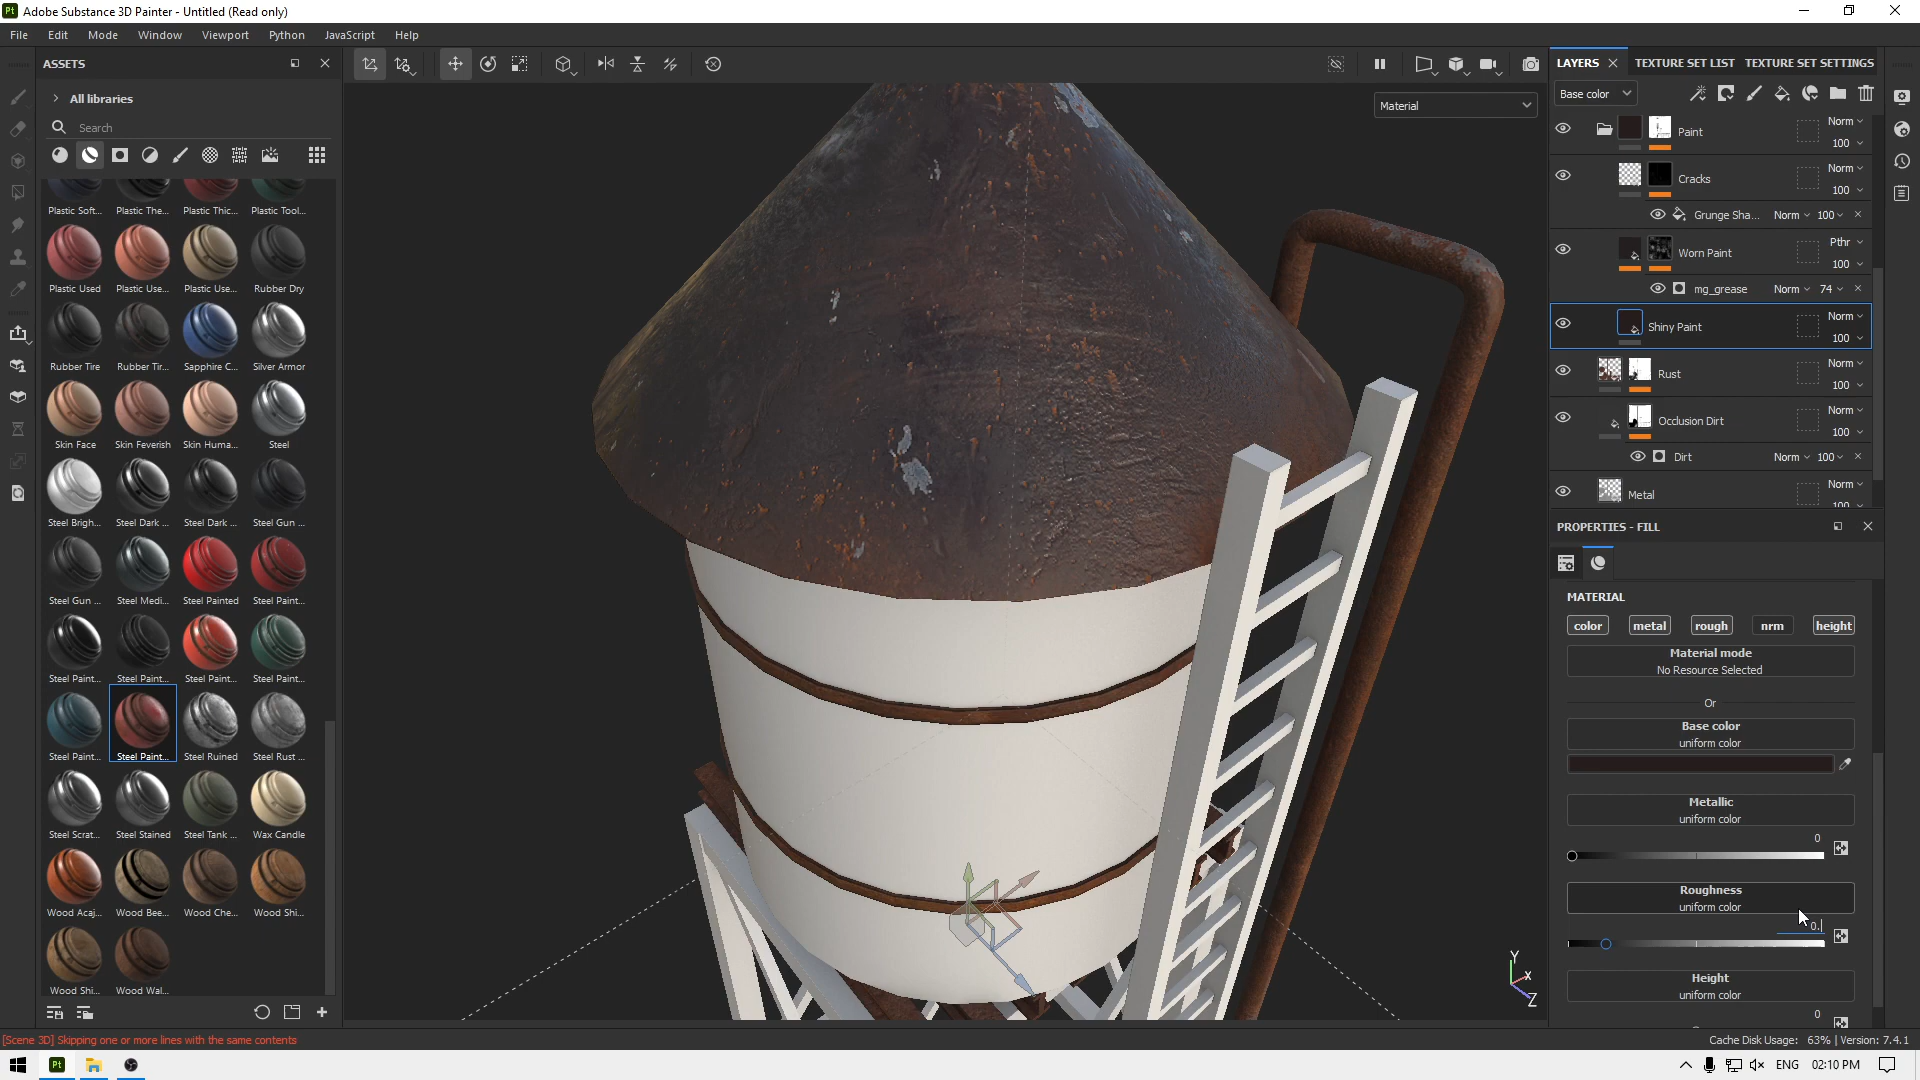 Adobe Substance 3D Painter - Untitled (Read only)
File Edit Mode Window Viewport Python JavaScript Help
ASSETS
All libraries
Search
Plastic Soft... Plastic The... Plastic Thic... Plastic Tool...
Plastic Used Plastic Use... Plastic Use... Rubber Dry
Rubber Tire Rubber Tir... Sapphire C... Silver Armor
Skin Face Skin Feverish Skin Huma... Steel
Steel Brigh... Steel Dark ... Steel Dark ... Steel Gun ...
Steel Gun ... Steel Medi... Steel Painted Steel Paint...
Steel Paint... Steel Paint... Steel Paint... Steel Paint...
Steel Paint... Steel Paint... Steel Ruined Steel Rust ...
Steel Scrat... Steel Stained Steel Tank ... Wax Candle
Wood Acaj... Wood Bee... Wood Che... Wood Shi...
Wood Shi... Wood Wal...
Material
Y
X
Z
LAYERS TEXTURE SET LIST TEXTURE SET SETTINGS
Base color
Paint Norm 100
Cracks Norm 100
Grunge Sha... Norm 100
Worn Paint Pthr 100
mg_grease Norm 74
Shiny Paint Norm 100
Rust Norm 100
Occlusion Dirt Norm 100
Dirt Norm 100
Metal Norm 100
PROPERTIES - FILL
MATERIAL
color metal rough nrm height
Material mode
No Resource Selected
Or
Base color
uniform color
Metallic
uniform color
0
Roughness
uniform color
0.
Height
uniform color
0
[Scene 3D] Skipping one or more lines with the same contents
Cache Disk Usage: 63% | Version: 7.4.1
Pt
ENG 02:10 PM